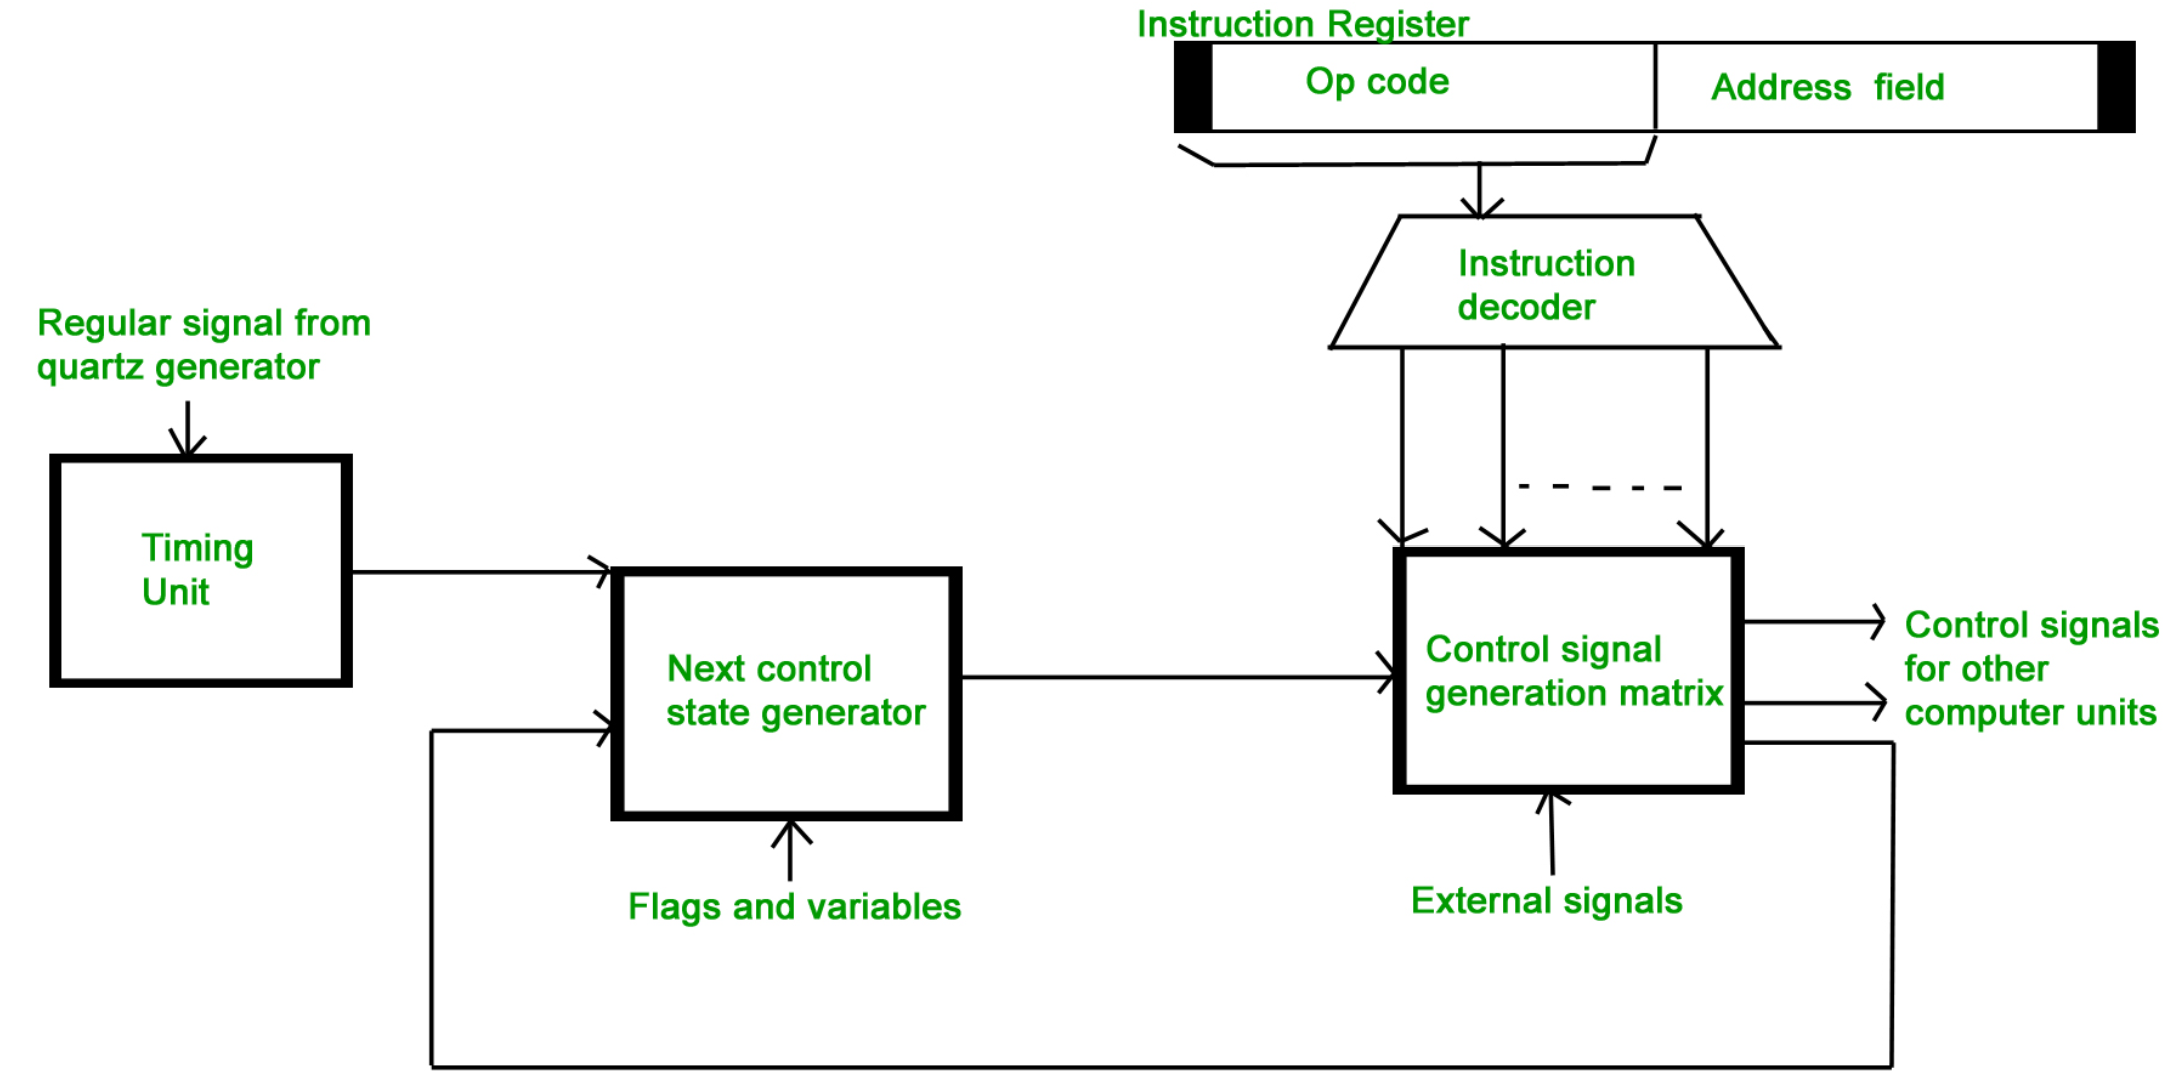 Instruction Register
Op code
Address field
Instruction
decoder
Regular signal from
quartz generator
Timing
Unit
Next control
state generator
Control signal
generation matrix
Control signals
for other
computer units
Flags and variables
External signals